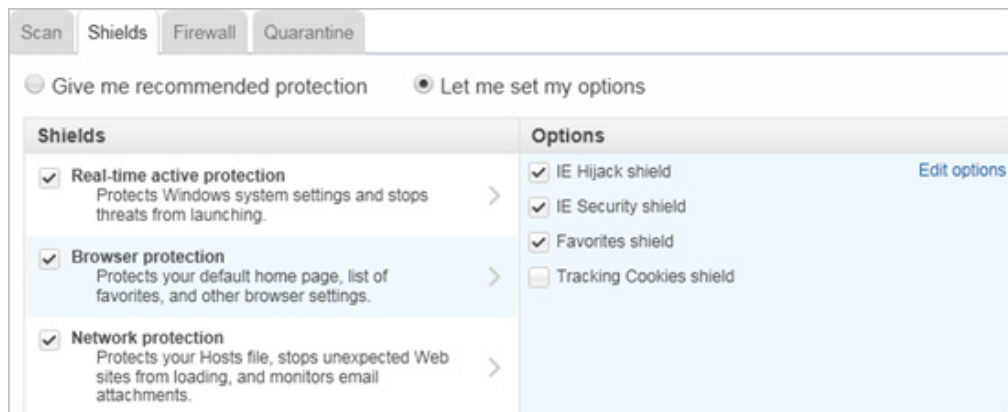 Scan Shields Firewall Quarantine
Give me recommended protection Let me set my options
Shields
Real-time active protection
Protects Windows system settings and stops
threats from launching.
Browser protection
Protects your default home page, list of
favorites, and other browser settings.
Network protection
Protects your Hosts file, stops unexpected Web
sites from loading, and monitors email
attachments.
Options
IE Hijack shield Edit options
IE Security shield
Favorites shield
Tracking Cookies shield